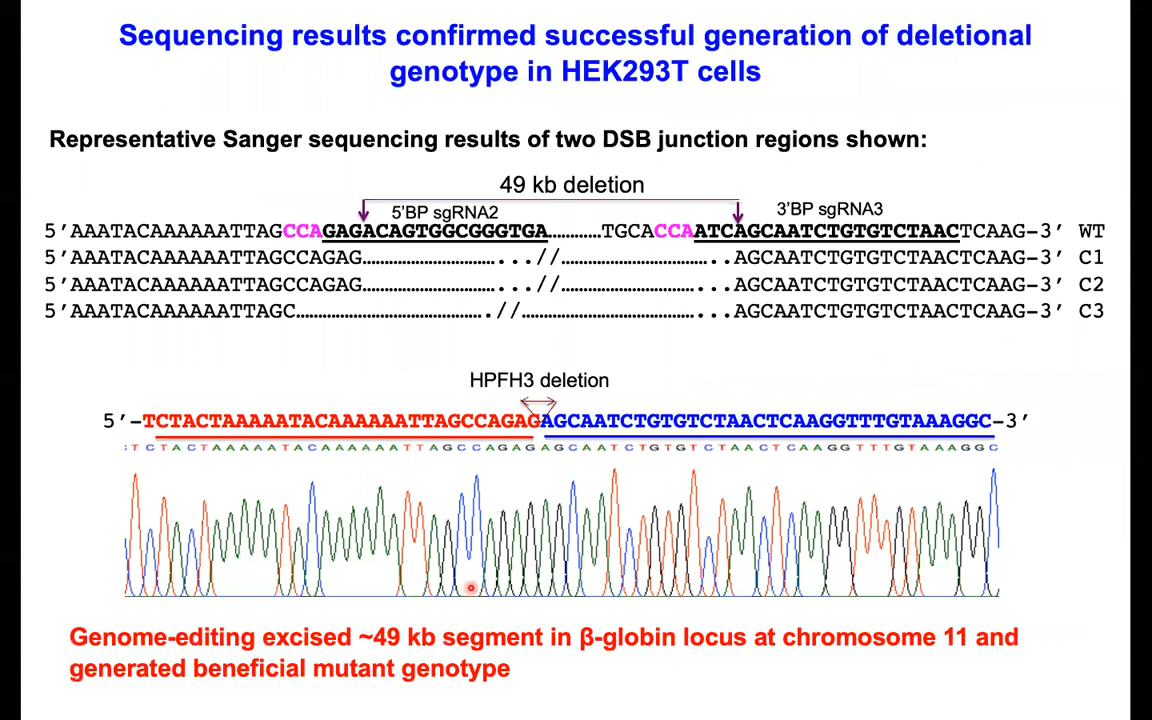 Sequencing results confirmed successful generation of deletional
genotype in HEK293T cells
Representative Sanger sequencing results of two DSB junction regions shown:
49 kb deletion
5'BP sgRNA2 3'BP sgRNA3
5'AAATACAAAAAATTAGCCAGAGACAGTGGCGGGTGA...........TGCACCAATCAGCAATCTGTGTCTAACTCAAG-3' WT
5'AAATACAAAAAATTAGCCAGAG...//...AGCAATCTGTGTCTAACTCAAG-3' C1
5'AAATACAAAAAATTAGCCAGAG...//...AGCAATCTGTGTCTAACTCAAG-3' C2
5'AAATACAAAAAATTAGC...//...AGCAATCTGTGTCTAACTCAAG-3' C3
HPFH3 deletion
5'-TCTACTAAAAATACAAAAAATTAGCCAGAGAGCAATCTGTGTCTAACTCAAGGTTTGTAAAGGC-3'
T C T A C T A A A A A T A C A A A A A A T T A G C C A G A G A G C A A T C T G T G T C T A A C T C A A G G T T T G T A A A G G C
Genome-editing excised ~49 kb segment in β-globin locus at chromosome 11 and
generated beneficial mutant genotype